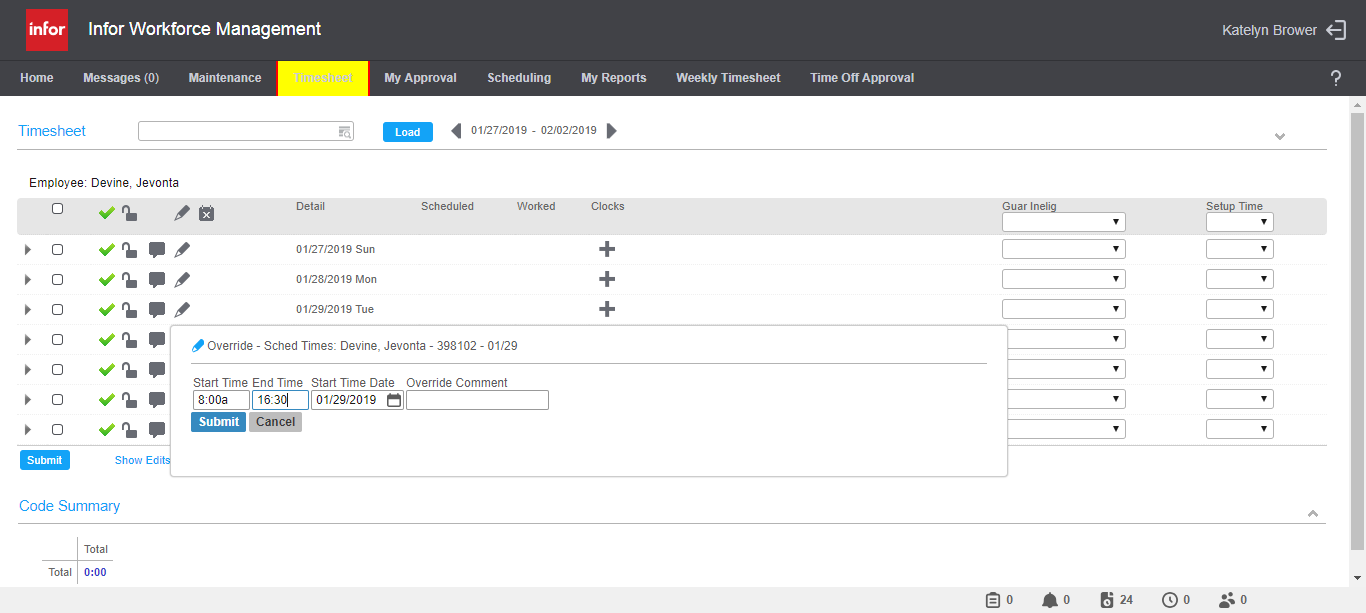 infor
Infor Workforce Management
Katelyn Brower
Home
Messages (0)
Maintenance
Timesheet
My Approval
Scheduling
My Reports
Weekly Timesheet
Time Off Approval
?
Timesheet
Load
01/27/2019 - 02/02/2019
Employee: Devine, Jevonta
Detail
Scheduled
Worked
Clocks
Guar Inelig
Setup Time
01/27/2019 Sun
01/28/2019 Mon
01/29/2019 Tue
Override - Sched Times: Devine, Jevonta - 398102 - 01/29
Start Time End Time Start Time Date Override Comment
8:00a 16:30 01/29/2019
Submit Cancel
Submit
Show Edits
Code Summary
Total
Total 0:00
0 0 24 0 0